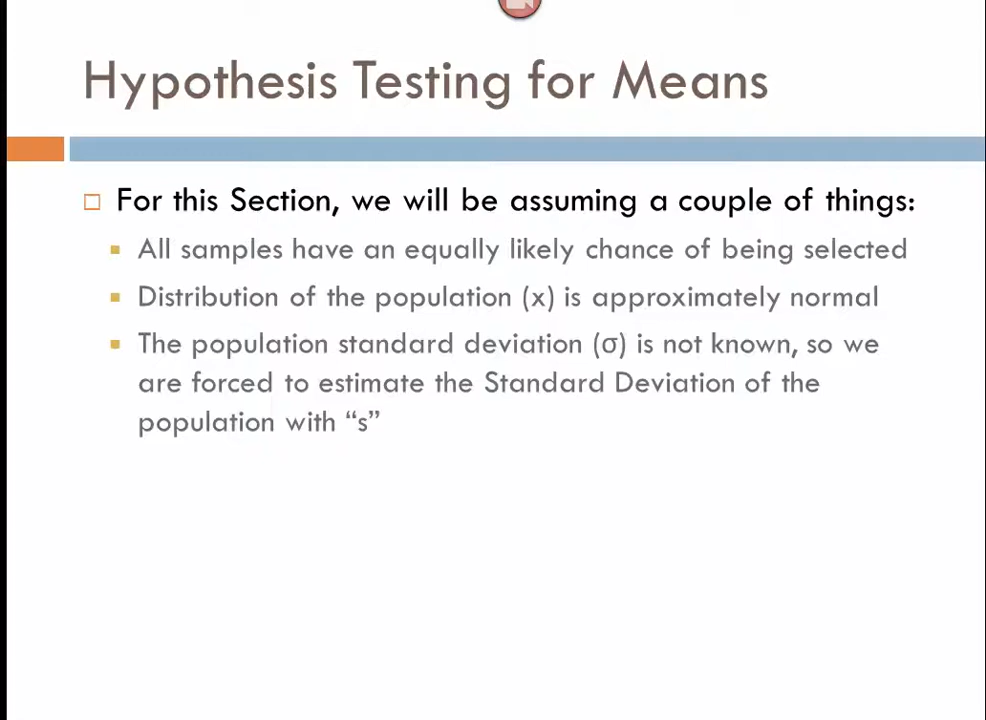 Hypothesis Testing for Means
For this Section, we will be assuming a couple of things:
All samples have an equally likely chance of being selected
Distribution of the population (x) is approximately normal
The population standard deviation (σ) is not known, so we
are forced to estimate the Standard Deviation of the
population with “s”